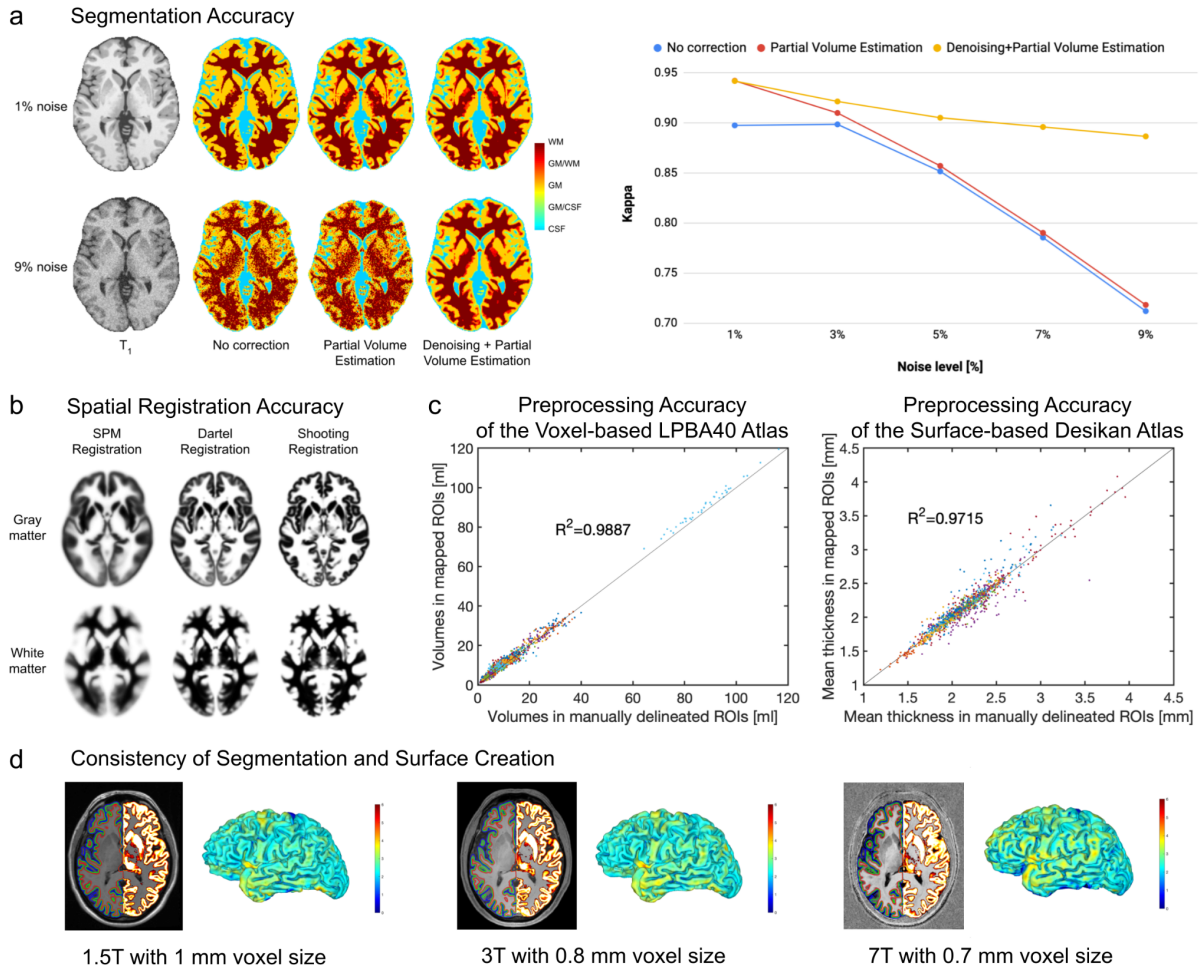 a Segmentation Accuracy
1% noise
9% noise
T1
No correction
Partial Volume
Estimation
Denoising + Partial
Volume Estimation
WM
GM/WM
GM
GM/CSF
CSF
No correction Partial Volume Estimation Denoising+Partial Volume Estimation
Kappa
0.95
0.90
0.85
0.80
0.75
0.70
1% 3% 5% 7% 9%
Noise level [%]
b Spatial Registration Accuracy
SPM
Registration
Dartel
Registration
Shooting
Registration
Gray
matter
White
matter
c
Preprocessing Accuracy
of the Voxel-based LPBA40 Atlas
Volumes in mapped ROIs [ml]
120
100
80
60
40
20
0
R2=0.9887
0 20 40 60 80 100 120
Volumes in manually delineated ROIs [ml]
Preprocessing Accuracy
of the Surface-based Desikan Atlas
Mean thickness in mapped ROIs [mm]
4.5
4
3.5
3
2.5
2
1.5
1
R2=0.9715
1 1.5 2 2.5 3 3.5 4 4.5
Mean thickness in manually delineated ROIs [mm]
d Consistency of Segmentation and Surface Creation
1.5T with 1 mm voxel size
3T with 0.8 mm voxel size
7T with 0.7 mm voxel size